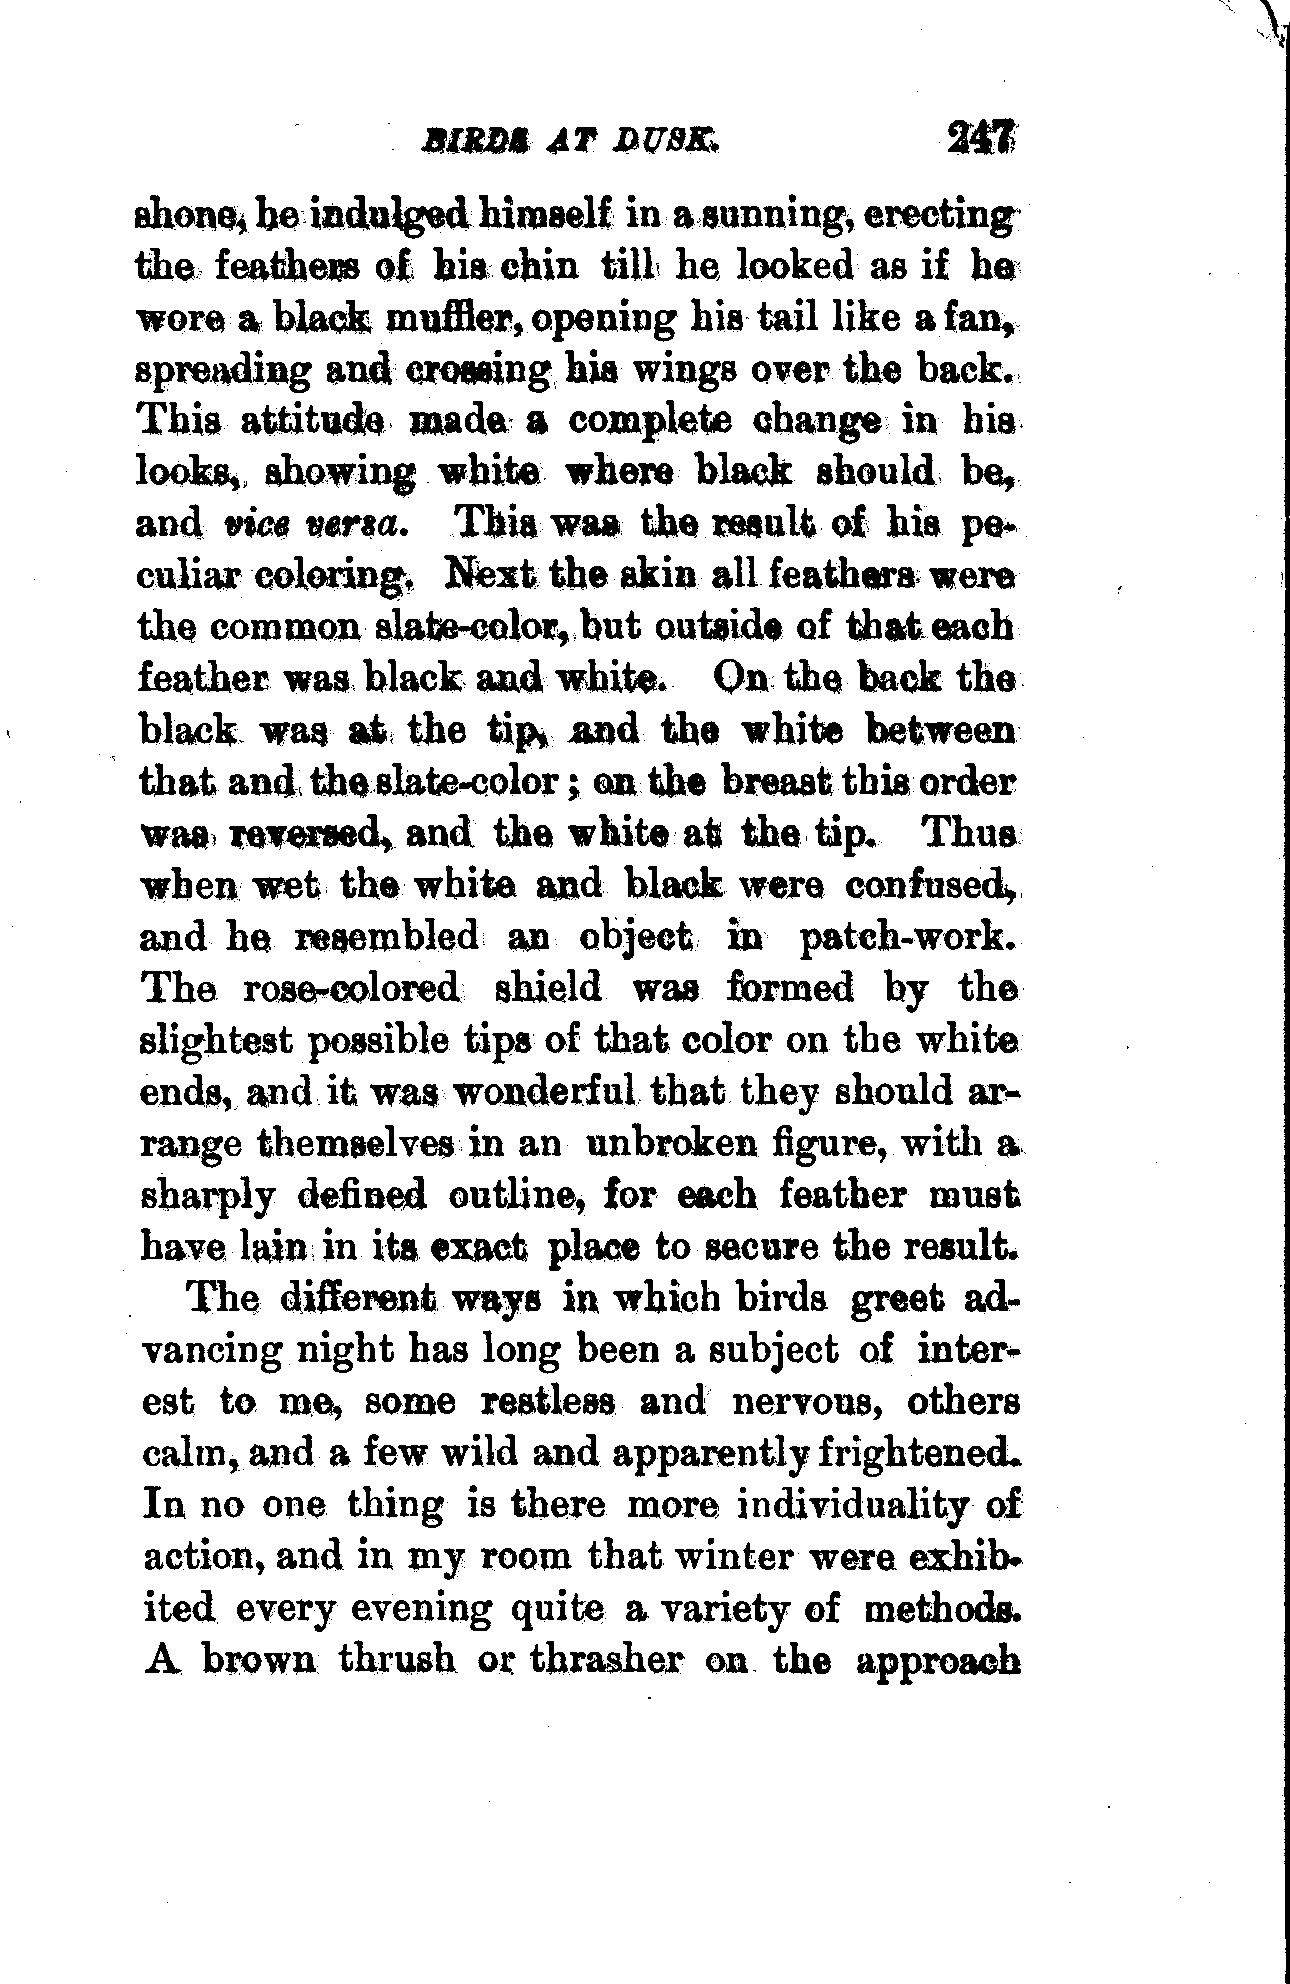 BIRDS AT DUSK. 247
shone, he indulged himself in a sunning, erecting
the feathers of his chin till he looked as if he
wore a black muffler, opening his tail like a fan,
spreading and crossing his wings over the back.
This attitude made a complete change in his
looks, showing white where black should be,
and vice versa. This was the result of his pe-
culiar coloring. Next the skin all feathers were
the common slate-color, but outside of that each
feather was black and white. On the back the
black was at the tip, and the white between
that and the slate-color; on the breast this order
was reversed, and the white at the tip. Thus
when wet the white and black were confused,
and he resembled an object in patch-work.
The rose-colored shield was formed by the
slightest possible tips of that color on the white
ends, and it was wonderful that they should ar-
range themselves in an unbroken figure, with a
sharply defined outline, for each feather must
have lain in its exact place to secure the result.
The different ways in which birds greet ad-
vancing night has long been a subject of inter-
est to me, some restless and nervous, others
calm, and a few wild and apparently frightened.
In no one thing is there more individuality of
action, and in my room that winter were exhib-
ited every evening quite a variety of methods.
A brown thrush or thrasher on the approach